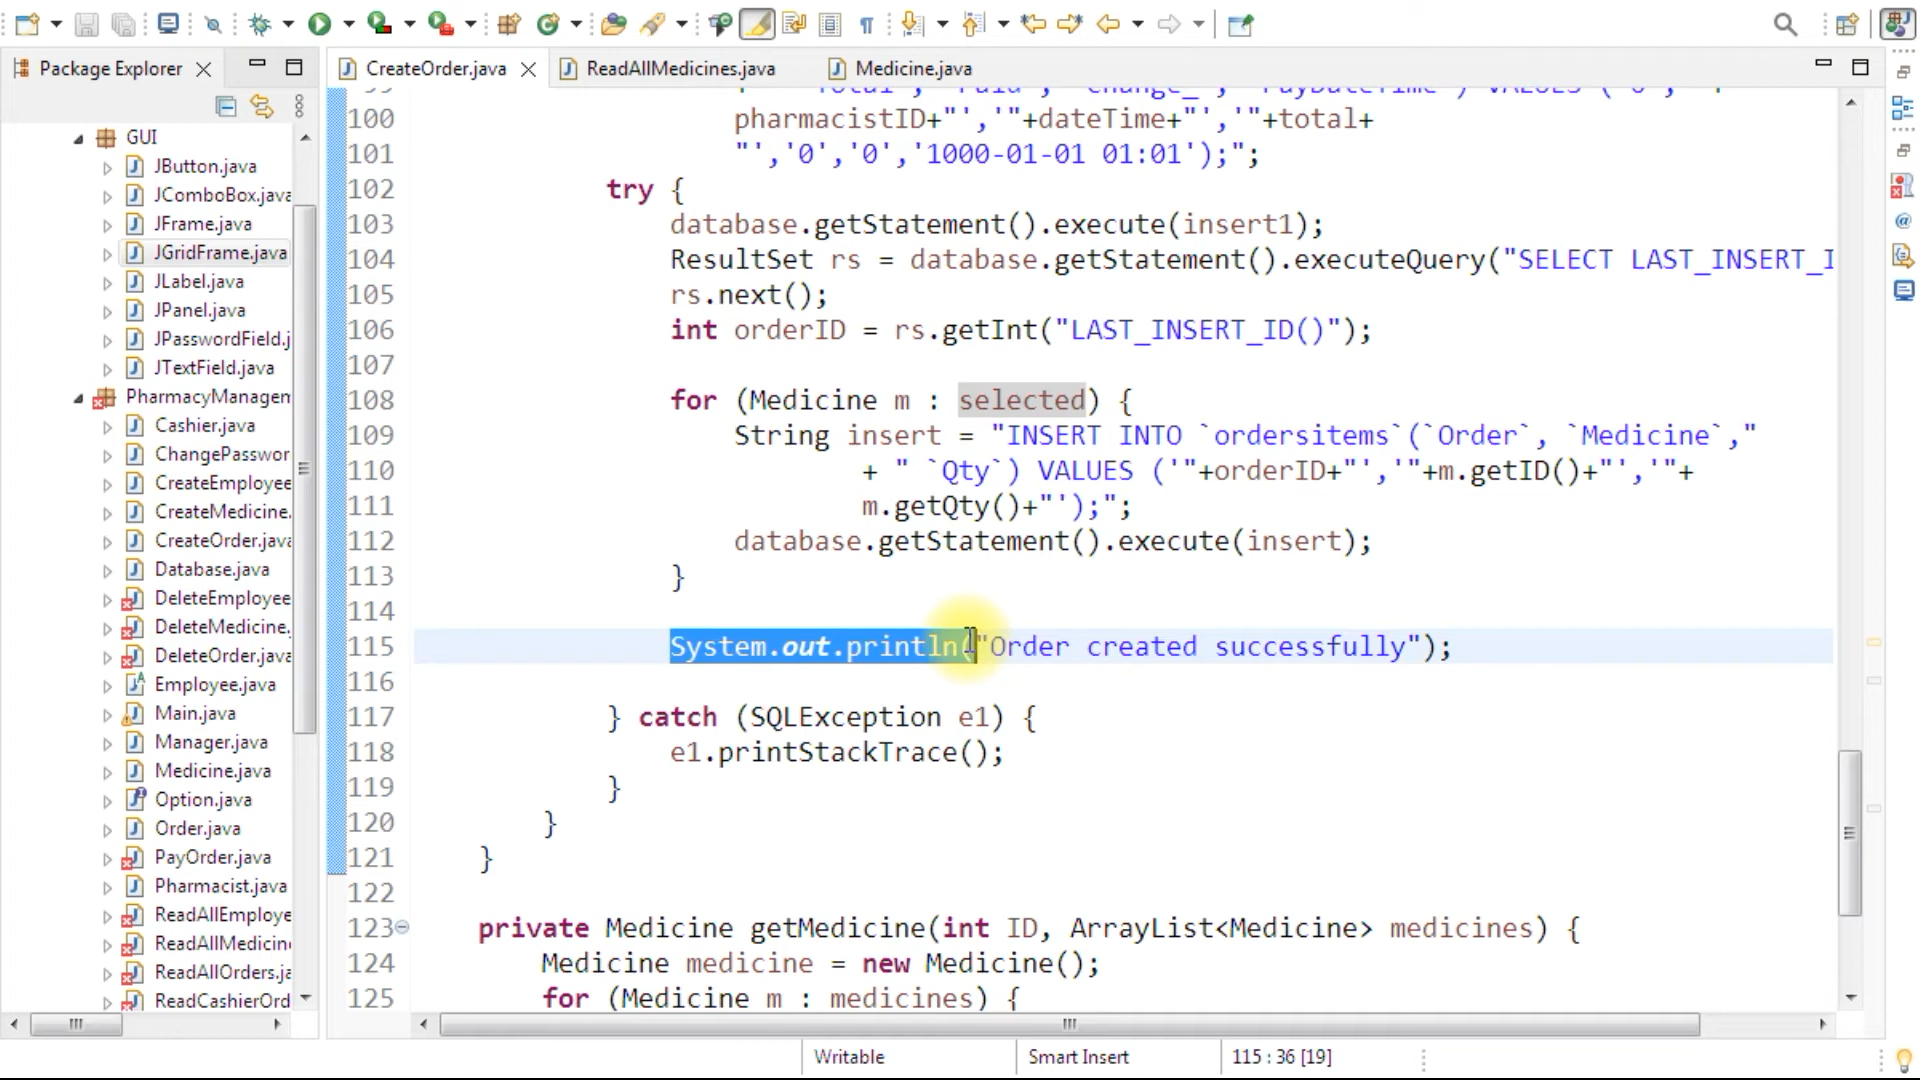 Package Explorer
GUI
JButton.java
JComboBox.java
JFrame.java
JGridFrame.java
JLabel.java
JPanel.java
JPasswordField.j
JTextField.java
PharmacyManagem
Cashier.java
ChangePasswor
CreateEmployee
CreateMedicine.
CreateOrder.java
Database.java
DeleteEmployee
DeleteMedicine.
DeleteOrder.java
Employee.java
Main.java
Manager.java
Medicine.java
Option.java
Order.java
PayOrder.java
Pharmacist.java
ReadAllEmploye
ReadAllMedicin
ReadAllOrders.ja
ReadCashierOrd
CreateOrder.java
ReadAllMedicines.java
Medicine.java
99 + " `Total`, `Paid`, `Change_`, `PayDateTime`) VALUES ('0','"+
100 pharmacistID+"','"+dateTime+"','"+total+
101 "','0','0','1000-01-01 01:01');";
102 try {
103 database.getStatement().execute(insert1);
104 ResultSet rs = database.getStatement().executeQuery("SELECT LAST_INSERT_I
105 rs.next();
106 int orderID = rs.getInt("LAST_INSERT_ID()");
107
108 for (Medicine m : selected) {
109 String insert = "INSERT INTO `ordersitems`(`Order`, `Medicine`,"
110 + " `Qty`) VALUES ('"+orderID+"','"+m.getID()+"','"+
111 m.getQty()+"');";
112 database.getStatement().execute(insert);
113 }
114
115 System.out.println("Order created successfully");
116
117 } catch (SQLException e1) {
118 e1.printStackTrace();
119 }
120 }
121 }
122
123 private Medicine getMedicine(int ID, ArrayList<Medicine> medicines) {
124 Medicine medicine = new Medicine();
125 for (Medicine m : medicines) {
Writable
Smart Insert
115 : 36 [19]